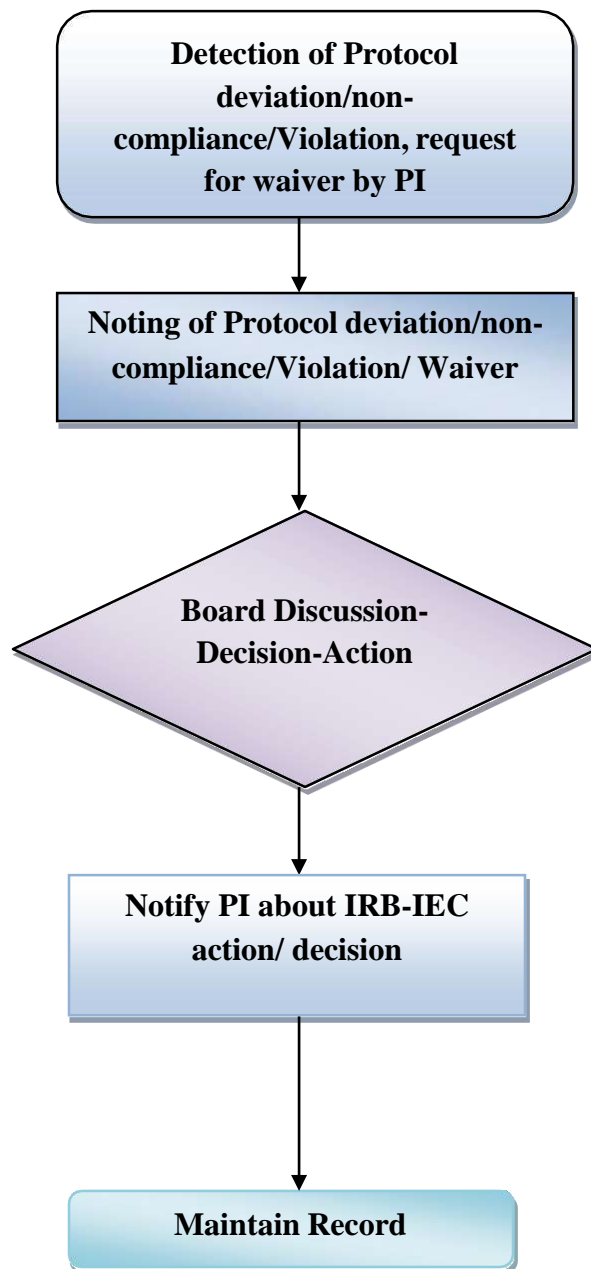 Detection of Protocol
deviation/non-
compliance/Violation, request
for waiver by PI
Noting of Protocol deviation/non-
compliance/Violation/ Waiver
Board Discussion-
Decision-Action
Notify PI about IRB-IEC
action/ decision
Maintain Record